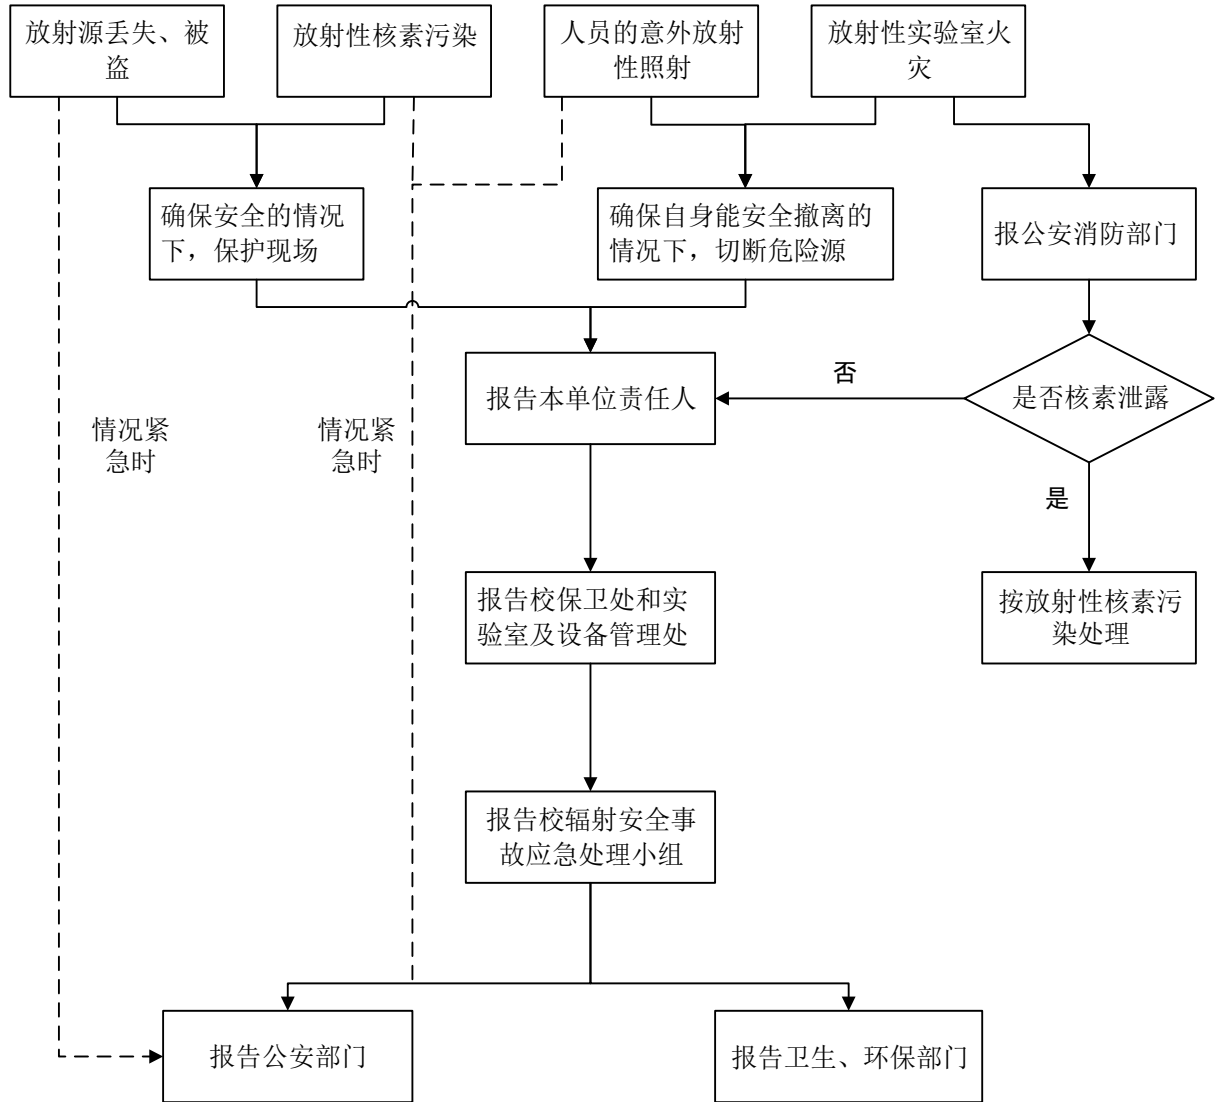 放射源丢失、被
盗
放射性核素污染
人员的意外放射
性照射
放射性实验室火
灾
确保安全的情况
下，保护现场
确保自身能安全撤离的
情况下，切断危险源
报公安消防部门
报告本单位责任人
否
是否核素泄露
情况紧
急时
情况紧
急时
是
报告校保卫处和实
验室及设备管理处
按放射性核素污
染处理
报告校辐射安全事
故应急处理小组
报告公安部门
报告卫生、环保部门